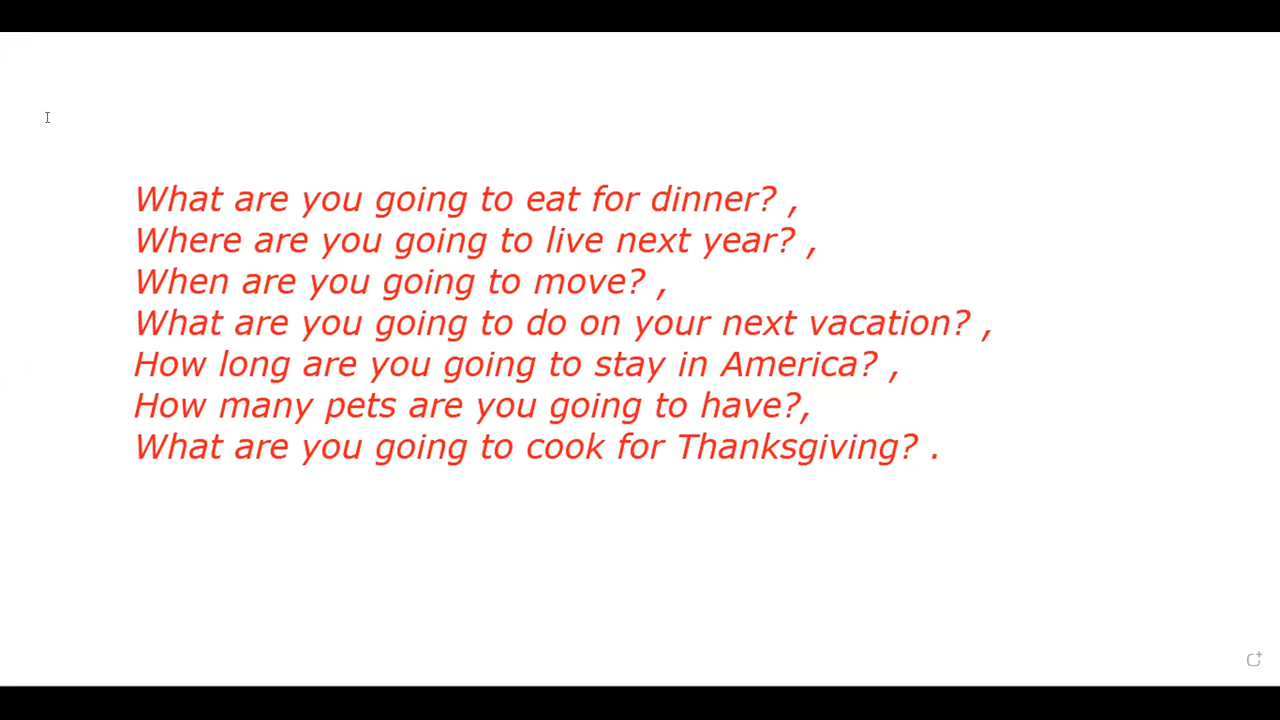 What are you going to eat for dinner? ,
Where are you going to live next year? ,
When are you going to move? ,
What are you going to do on your next vacation? ,
How long are you going to stay in America? ,
How many pets are you going to have?,
What are you going to cook for Thanksgiving? .